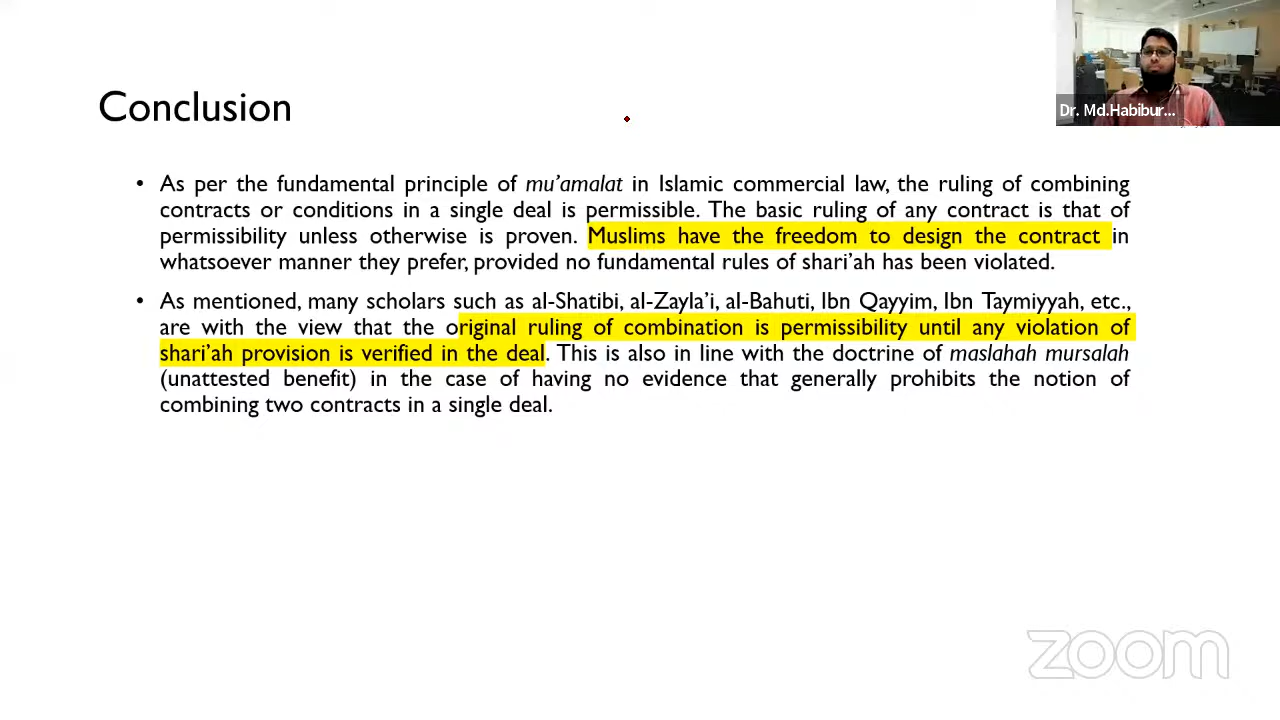 Conclusion
Dr. Md.Habibur...
• As per the fundamental principle of mu’amalat in Islamic commercial law, the ruling of combining
contracts or conditions in a single deal is permissible. The basic ruling of any contract is that of
permissibility unless otherwise is proven. Muslims have the freedom to design the contract in
whatsoever manner they prefer, provided no fundamental rules of shari’ah has been violated.
• As mentioned, many scholars such as al-Shatibi, al-Zayla’i, al-Bahuti, Ibn Qayyim, Ibn Taymiyyah, etc.,
are with the view that the original ruling of combination is permissibility until any violation of
shari’ah provision is verified in the deal. This is also in line with the doctrine of maslahah mursalah
(unattested benefit) in the case of having no evidence that generally prohibits the notion of
combining two contracts in a single deal.
zoom